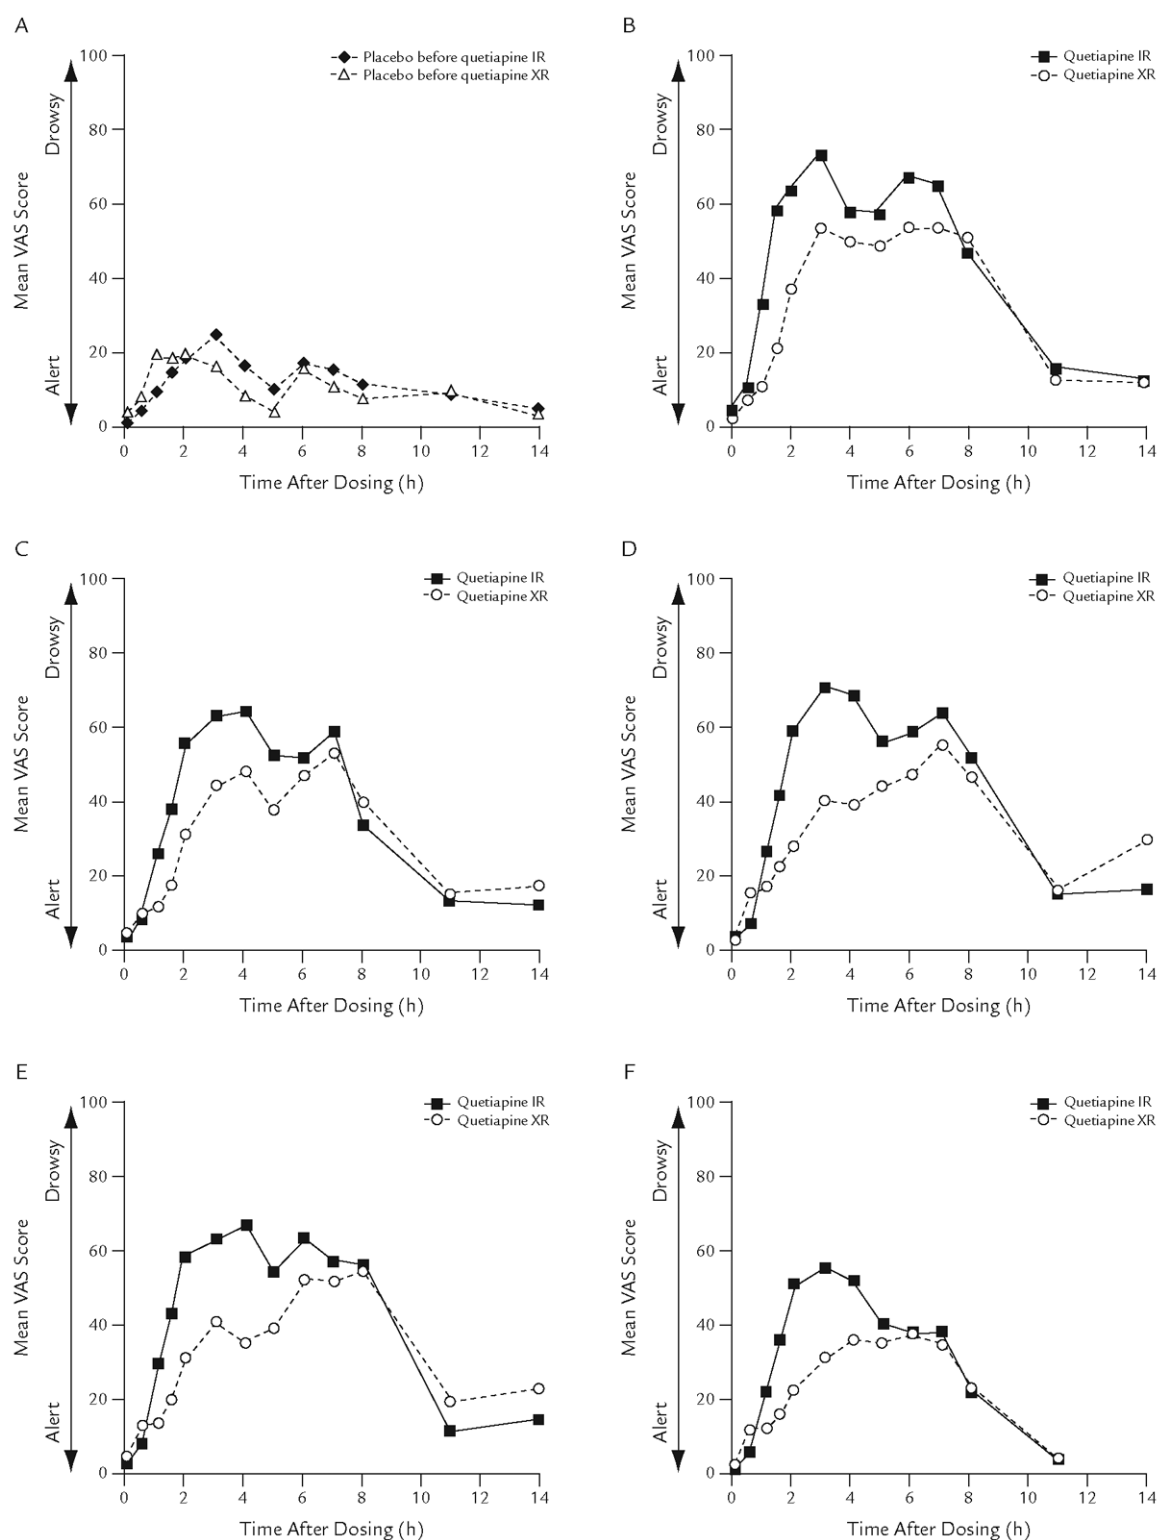 A
100
80
60
40
20
0
Drowsy
Mean VAS Score
Alert
Placebo before quetiapine IR
Placebo before quetiapine XR
0 2 4 6 8 10 12 14
Time After Dosing (h)
B
100
80
60
40
20
0
Drowsy
Mean VAS Score
Alert
Quetiapine IR
Quetiapine XR
0 2 4 6 8 10 12 14
Time After Dosing (h)
C
100
80
60
40
20
0
Drowsy
Mean VAS Score
Alert
Quetiapine IR
Quetiapine XR
0 2 4 6 8 10 12 14
Time After Dosing (h)
D
100
80
60
40
20
0
Drowsy
Mean VAS Score
Alert
Quetiapine IR
Quetiapine XR
0 2 4 6 8 10 12 14
Time After Dosing (h)
E
100
80
60
40
20
0
Drowsy
Mean VAS Score
Alert
Quetiapine IR
Quetiapine XR
0 2 4 6 8 10 12 14
Time After Dosing (h)
F
100
80
60
40
20
0
Drowsy
Mean VAS Score
Alert
Quetiapine IR
Quetiapine XR
0 2 4 6 8 10 12 14
Time After Dosing (h)